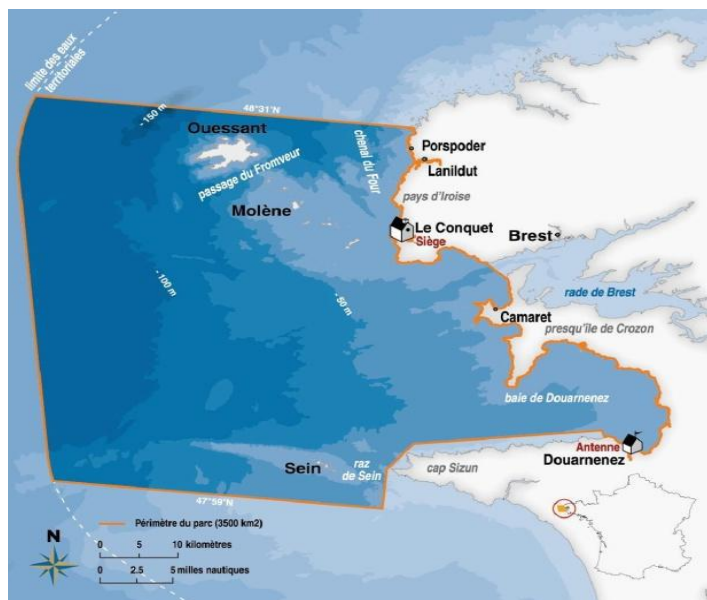 limite des eaux
territoriales
- 150 m
48°31'N
Ouessant
chenal du Four
Porspoder
Lanildut
passage du Fromveur
pays d'Iroise
Molène
Le Conquet
Siège
Brest
- 100 m
- 50 m
rade de Brest
Camaret
presqu'île de Crozon
baie de Douarnenez
Antenne
Douarnenez
Sein
raz
de Sein
cap Sizun
47°59'N
N
Périmètre du parc (3500 km2)
0 5 10 kilomètres
0 2.5 5 milles nautiques